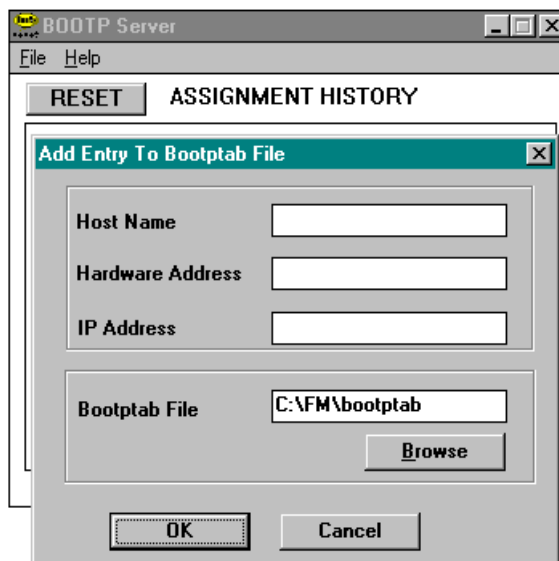 BOOTP Server
File Help
RESET ASSIGNMENT HISTORY
Add Entry To Bootptab File
Host Name
Hardware Address
IP Address
Bootptab File C:\FM\bootptab
Browse
OK Cancel